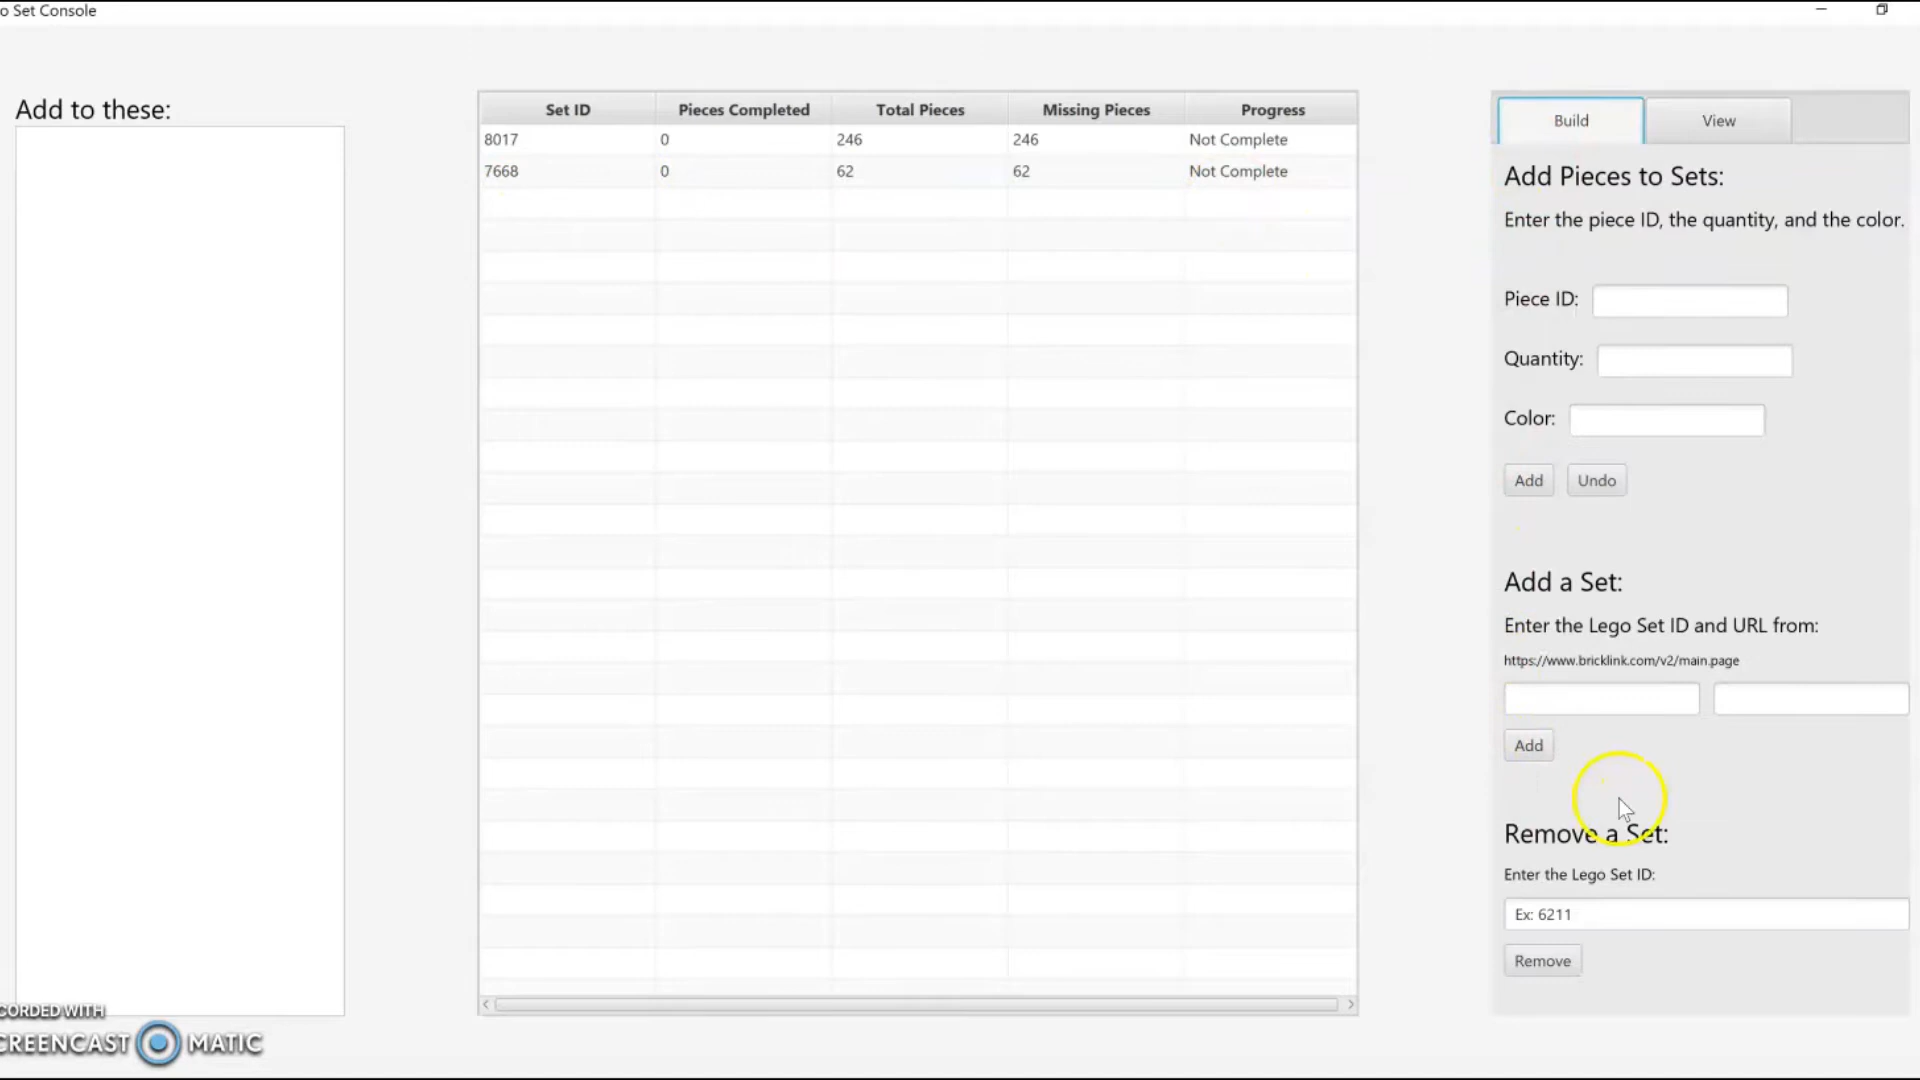 o Set Console
Add to these:
Set ID Pieces Completed Total Pieces Missing Pieces Progress
8017 0 246 246 Not Complete
7668 0 62 62 Not Complete
Build View
Add Pieces to Sets:
Enter the piece ID, the quantity, and the color.
Piece ID:
Quantity:
Color:
Add Undo
Add a Set:
Enter the Lego Set ID and URL from:
https://www.bricklink.com/v2/main.page
Add
Remove a Set:
Enter the Lego Set ID:
Ex: 6211
Remove
CORDED WITH
CREENCAST MATIC